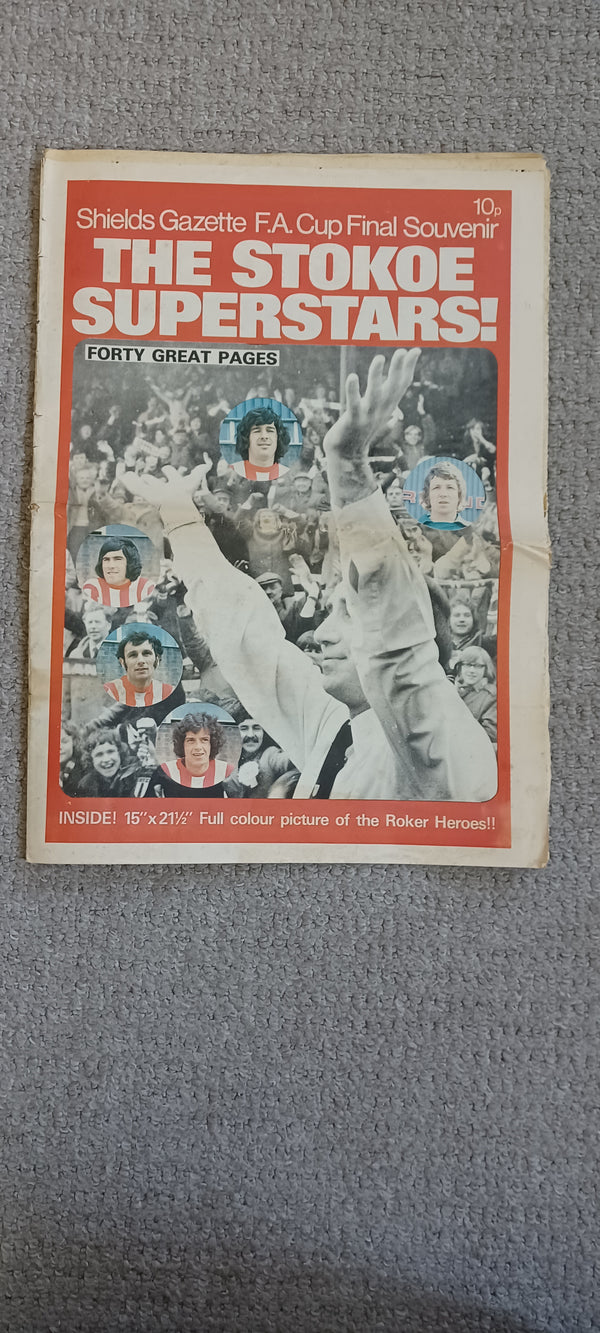 10p
Shields Gazette F.A. Cup Final Souvenir
THE STOKOE
SUPERSTARS!
FORTY GREAT PAGES
INSIDE! 15"x21½" Full colour picture of the Roker Heroes!!